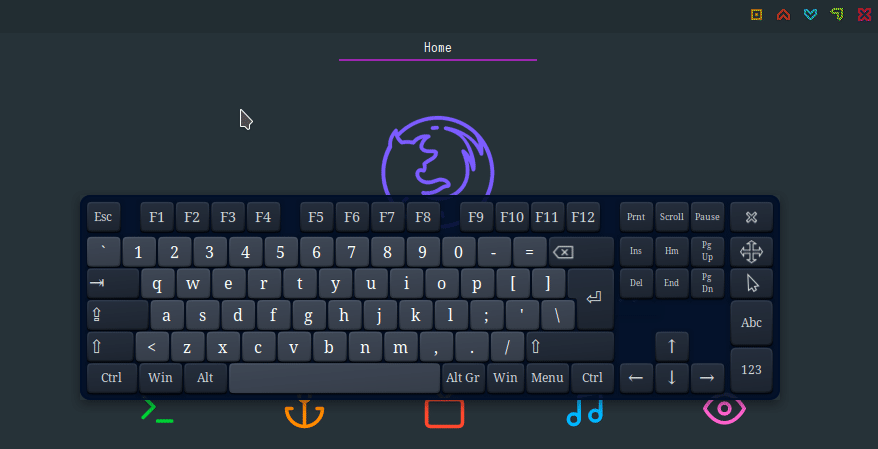 Home
Esc F1 F2 F3 F4 F5 F6 F7 F8 F9 F10 F11 F12 Prnt Scroll Pause
` 1 2 3 4 5 6 7 8 9 0 - = Ins Hm Pg Up
q w e r t y u i o p [ ] Del End Pg Dn
a s d f g h j k l ; ' \ Abc
< z x c v b n m , . / ↑
Ctrl Win Alt Alt Gr Win Menu Ctrl ← ↓ → 123